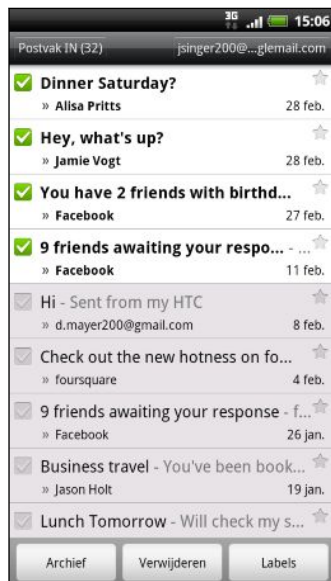 3G 15:06
Postvak IN (32) jsinger200@...glemail.com
Dinner Saturday?
» Alisa Pritts 28 feb.
Hey, what's up?
» Jamie Vogt 28 feb.
You have 2 friends with birthd...
» Facebook 27 feb.
9 friends awaiting your respo... - ...
» Facebook 11 feb.
Hi - Sent from my HTC
» d.mayer200@gmail.com 8 feb.
Check out the new hotness on fo...
» foursquare 4 feb.
9 friends awaiting your response - f...
» Facebook 26 jan.
Business travel - You've been book...
» Jason Holt 19 jan.
Lunch Tomorrow - Will check my s...
Archief Verwijderen Labels